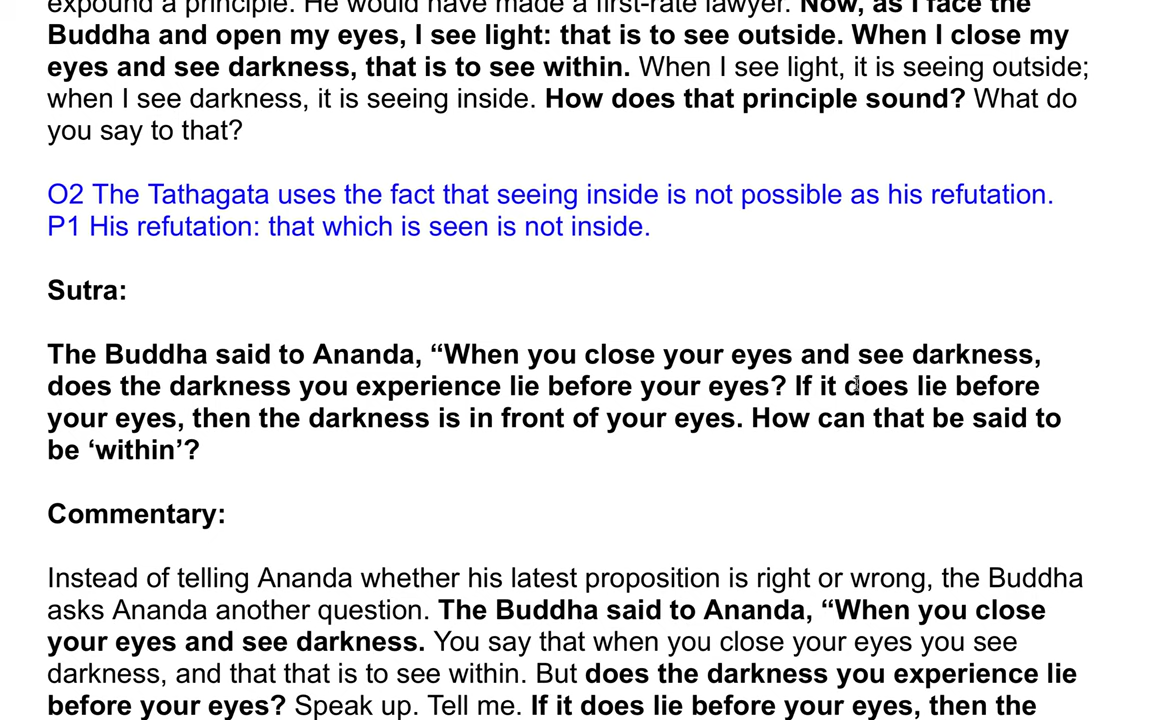 expound a principle. He would have made a first-rate lawyer. Now, as I face the
Buddha and open my eyes, I see light: that is to see outside. When I close my
eyes and see darkness, that is to see within. When I see light, it is seeing outside;
when I see darkness, it is seeing inside. How does that principle sound? What do
you say to that?
O2 The Tathagata uses the fact that seeing inside is not possible as his refutation.
P1 His refutation: that which is seen is not inside.
Sutra:
The Buddha said to Ananda, “When you close your eyes and see darkness,
does the darkness you experience lie before your eyes? If it does lie before
your eyes, then the darkness is in front of your eyes. How can that be said to
be ‘within’?
Commentary:
Instead of telling Ananda whether his latest proposition is right or wrong, the Buddha
asks Ananda another question. The Buddha said to Ananda, “When you close
your eyes and see darkness. You say that when you close your eyes you see
darkness, and that that is to see within. But does the darkness you experience lie
before your eyes? Speak up. Tell me. If it does lie before your eyes, then the